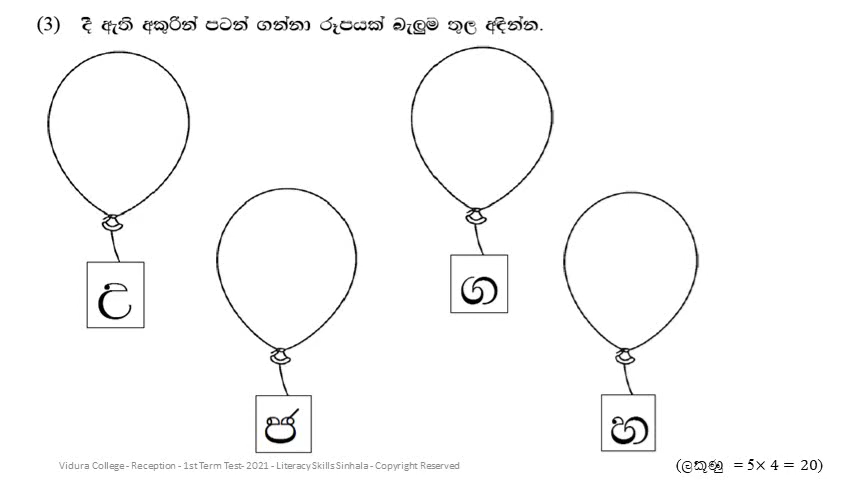 (3) දී ඇති අකුරින් පටන් ගන්නා රූපයක් බැලුම තුල අඳින්න.
ග
උ
ජ
හ
Vidura College - Reception - 1st Term Test- 2021 - Literacy Skills Sinhala - Copyright Reserved
(ලකුණු = 5× 4 = 20)